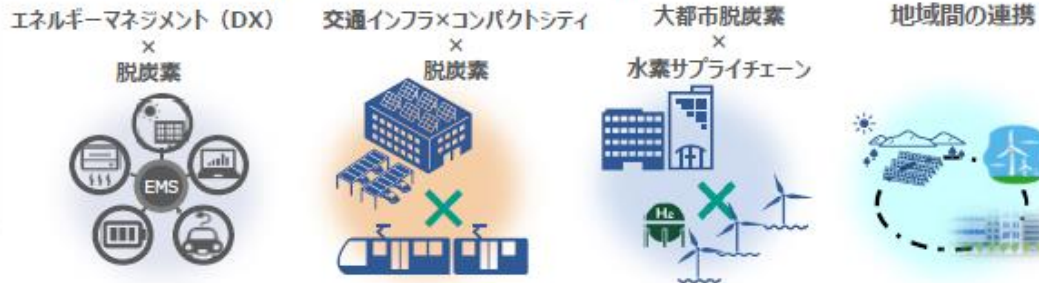 エネルギーマネジメント（DX）
×
脱炭素
交通インフラ×コンパクトシティ
×
脱炭素
大都市脱炭素
×
水素サプライチェーン
地域間の連携
EMS
He